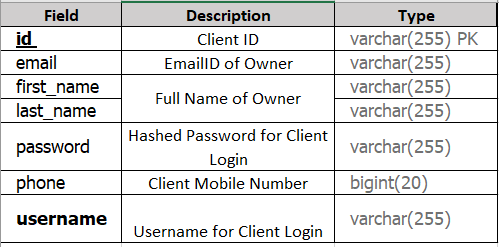 Field Description Type
id Client ID varchar(255) PK
email EmailID of Owner varchar(255)
first_name varchar(255)
Full Name of Owner
last_name varchar(255)
password Hashed Password for Client Login varchar(255)
phone Client Mobile Number bigint(20)
username Username for Client Login varchar(255)